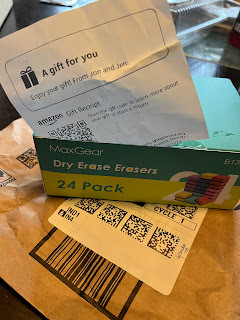 A gift for you
Enjoy your gift! From Jon and Jen
amazon Gift Receipt
Scan the QR code to learn more about
your gift or start a return.
MaxGear
Dry Erase Erasers
24 Pack
CYCLE 1